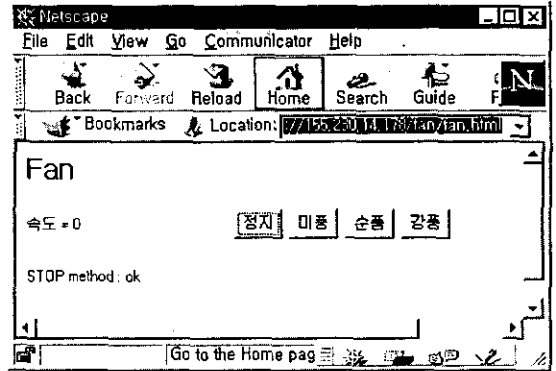 Netscape
File Edit View Go Communicator Help
Back Forward Reload Home Search Guide
N
Bookmarks Location:
Fan
속도 = 0 정지 미풍 순풍 강풍
STOP method : ok
Go to the Home pag